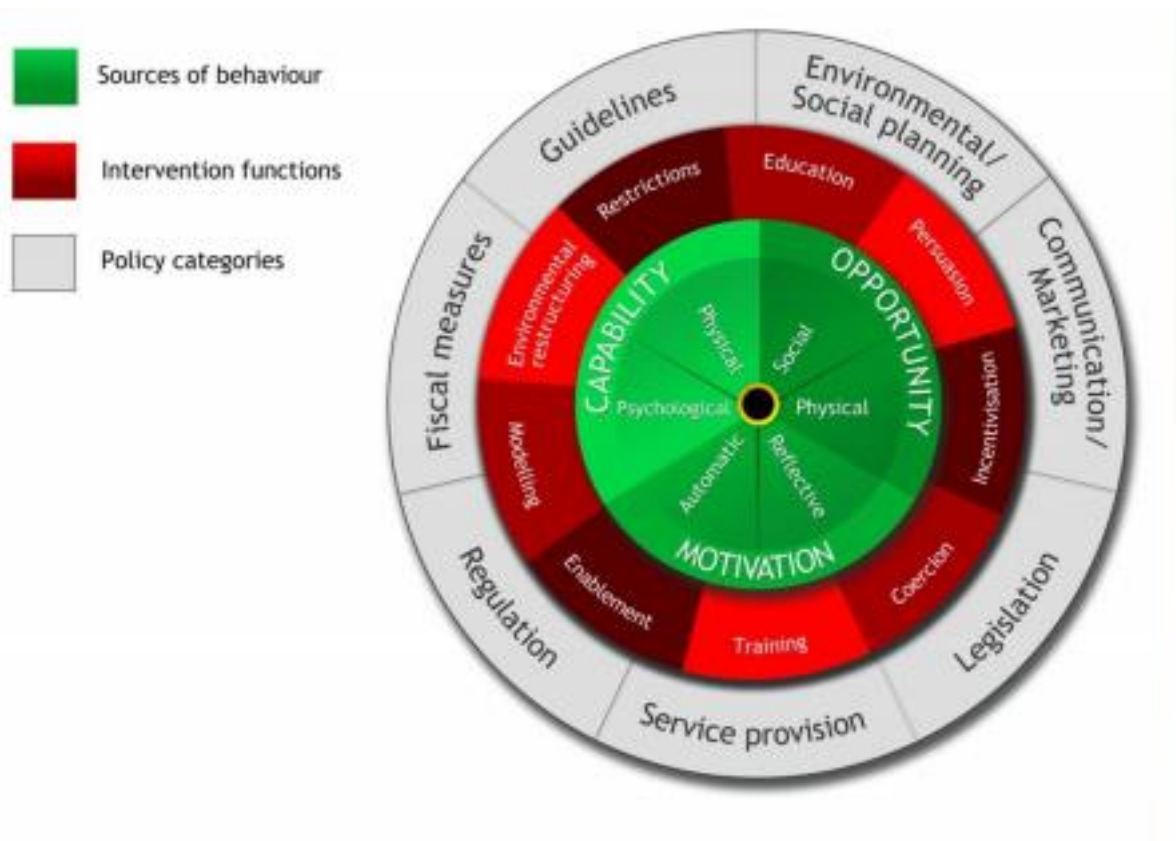 Sources of behaviour
Intervention functions
Policy categories
Environmental/
Social planning
Communication/
Marketing
Legislation
Service provision
Regulation
Fiscal measures
Guidelines
Education
Persuasion
Incentivisation
Coercion
Training
Enablement
Modelling
Environmental
restructuring
Restrictions
CAPABILITY
Physical
Psychological
OPPORTUNITY
Social
Physical
MOTIVATION
Automatic
Reflective